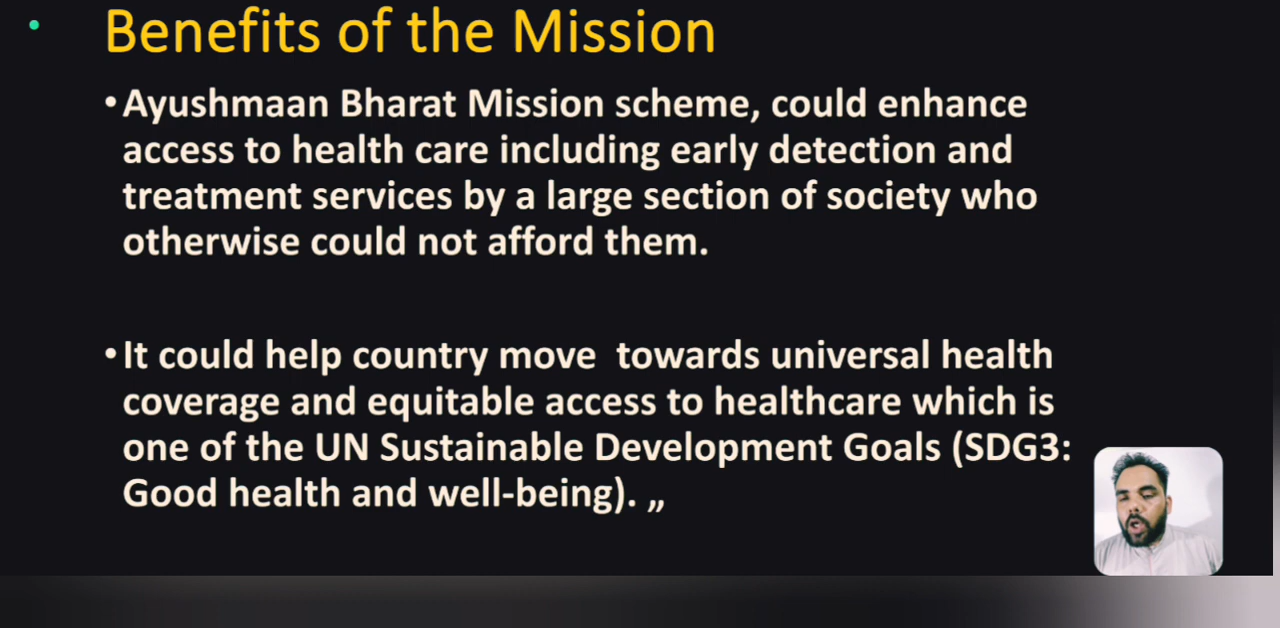 Benefits of the Mission
•Ayushmaan Bharat Mission scheme, could enhance
access to health care including early detection and
treatment services by a large section of society who
otherwise could not afford them.
•It could help country move  towards universal health
coverage and equitable access to healthcare which is
one of the UN Sustainable Development Goals (SDG3:
Good health and well-being). „